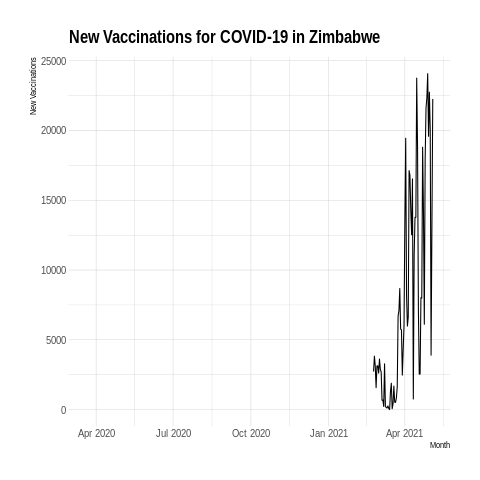 New Vaccinations for COVID-19 in Zimbabwe
New Vaccinations
25000
20000
15000
10000
5000
0
Apr 2020 Jul 2020 Oct 2020 Jan 2021 Apr 2021
Month